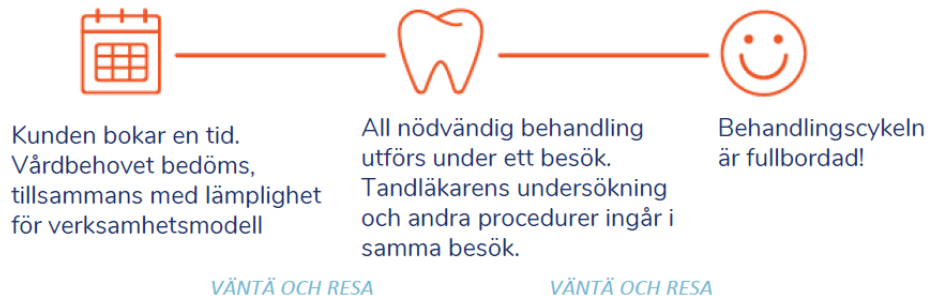 Kunden bokar en tid.
Vårdbehovet bedöms,
tillsammans med lämplighet
för verksamhetsmodell
All nödvändig behandling
utförs under ett besök.
Tandläkarens undersökning
och andra procedurer ingår i
samma besök.
Behandlingscykeln
är fullbordad!
VÄNTÄ OCH RESA
VÄNTÄ OCH RESA